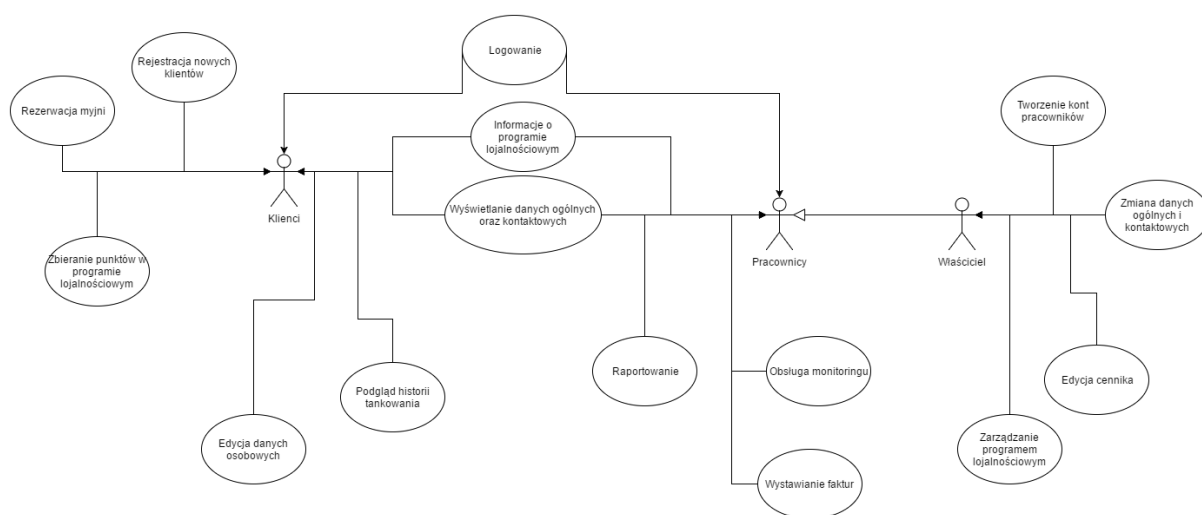 Logowanie
Rejestracja nowych
klientów
Rezerwacja myjni
Tworzenie kont
pracowników
Informacje o
programie
lojalnościowym
Klienci
Wyświetlanie danych ogólnych
oraz kontaktowych
Zmiana danych
ogólnych i
kontaktowych
Pracownicy
Właściciel
Zbieranie punktów w
programie
lojalnościowym
Raportowanie
Obsługa monitoringu
Edycja cennika
Podgląd historii
tankowania
Edycja danych
osobowych
Zarządzanie
programem
lojalnościowym
Wystawianie faktur